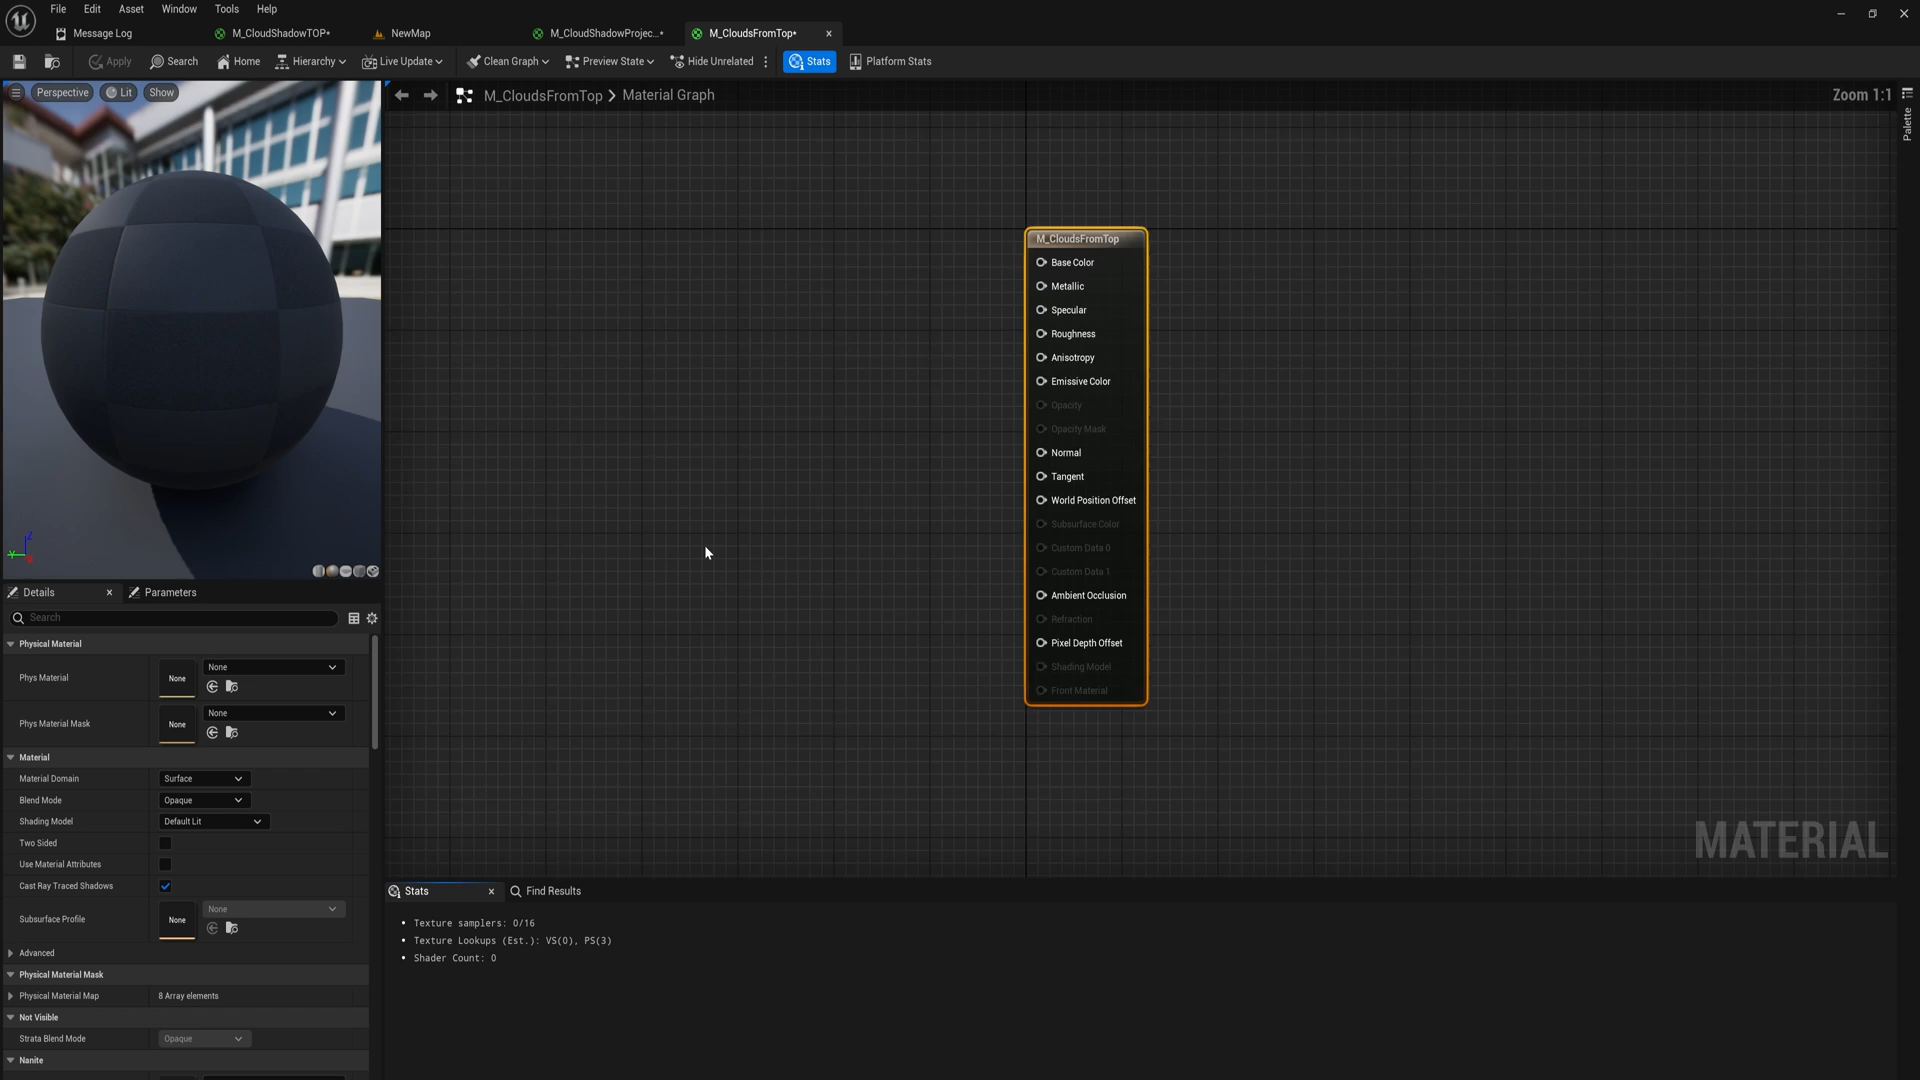 File Edit Asset Window Tools Help
Message Log M_CloudShadowTOP* NewMap M_CloudShadowProjec...* M_CloudsFromTop*
Apply Search Home Hierarchy Live Update Clean Graph Preview State Hide Unrelated Stats Platform Stats
Perspective Lit Show
M_CloudsFromTop Material Graph
Zoom 1:1
Palette
M_CloudsFromTop
Base Color
Metallic
Specular
Roughness
Anisotropy
Emissive Color
Opacity
Opacity Mask
Normal
Tangent
World Position Offset
Subsurface Color
Custom Data 0
Custom Data 1
Ambient Occlusion
Refraction
Pixel Depth Offset
Shading Model
Front Material
MATERIAL
Z
Y
Details Parameters
Search
Physical Material
Phys Material None None
Phys Material Mask None None
Material
Material Domain Surface
Blend Mode Opaque
Shading Model Default Lit
Two Sided
Use Material Attributes
Cast Ray Traced Shadows
Subsurface Profile None None
Advanced
Physical Material Mask
Physical Material Map 8 Array elements
Not Visible
Strata Blend Mode Opaque
Nanite
Stats Find Results
Texture samplers: 0/16
Texture Lookups (Est.): VS(0), PS(3)
Shader Count: 0